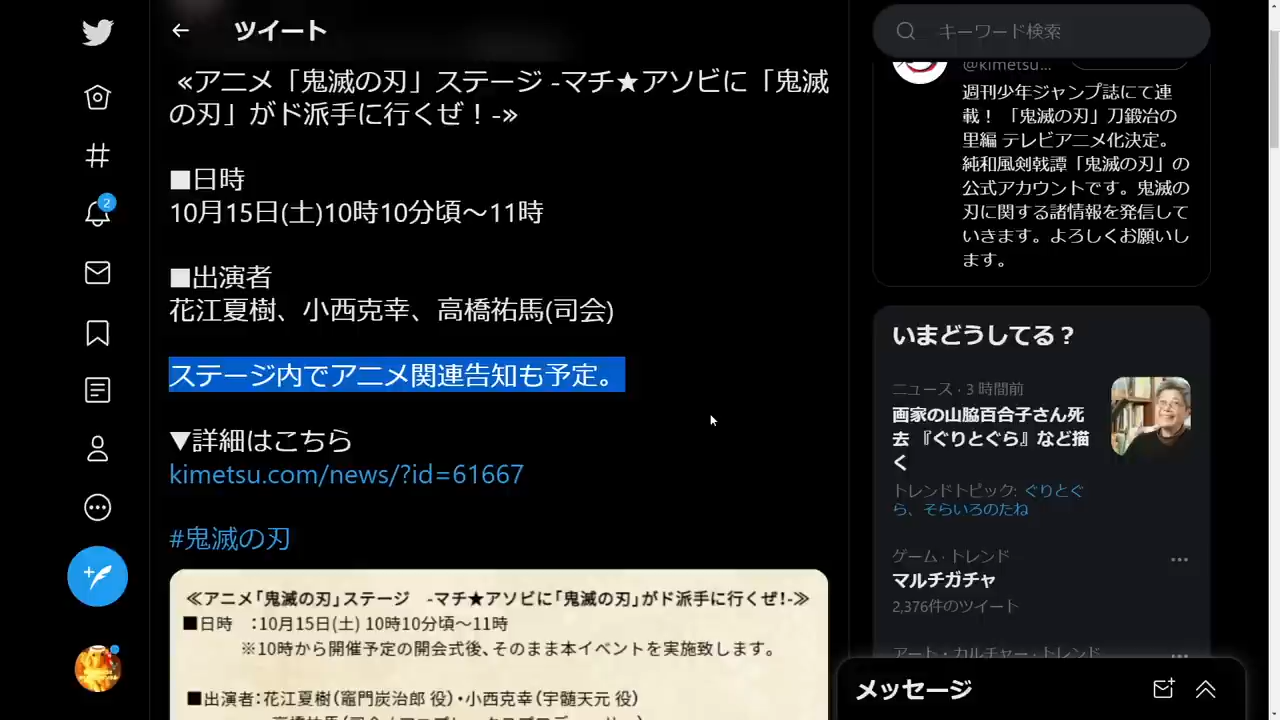 ツイート
≪アニメ「鬼滅の刃」ステージ -マチ★アソビに「鬼滅
の刃」がド派手に行くぜ！-≫
■日時
10月15日(土)10時10分頃～11時
■出演者
花江夏樹、小西克幸、高橋祐馬(司会)
ステージ内でアニメ関連告知も予定。
▼詳細はこちら
kimetsu.com/news/?id=61667
#鬼滅の刃
≪アニメ「鬼滅の刃」ステージ　-マチ★アソビに「鬼滅の刃」がド派手に行くぜ!-≫
■日時　：10月15日(土) 10時10分頃～11時
※10時から開催予定の開会式後、そのまま本イベントを実施致します。
■出演者：花江夏樹（竈門炭治郎 役）・小西克幸（宇髄天元 役）
2
キーワード検索
@kimetsu...
週刊少年ジャンプ誌にて連
載！ 「鬼滅の刃」刀鍛冶の
里編 テレビアニメ化決定。
純和風剣戟譚「鬼滅の刃」の
公式アカウントです。鬼滅の
刃に関する諸情報を発信して
いきます。よろしくお願いし
ます。
いまどうしてる？
ニュース · 3 時間前
画家の山脇百合子さん死
去 『ぐりとぐら』など描
く
トレンドトピック: ぐりとぐ
ら、そらいろのたね
ゲーム · トレンド
マルチガチャ
2,376件のツイート
アート・カルチャー · トレンド
メッセージ